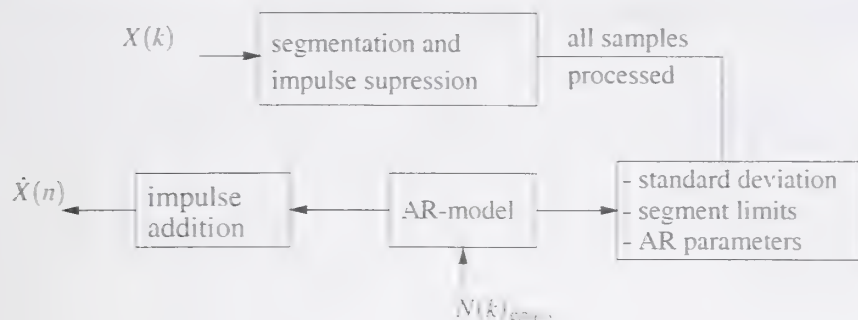 X(k)
segmentation and
impulse supression
all samples
processed
Ẋ(n)
impulse
addition
AR-model
- standard deviation
- segment limits
- AR parameters
N(k)